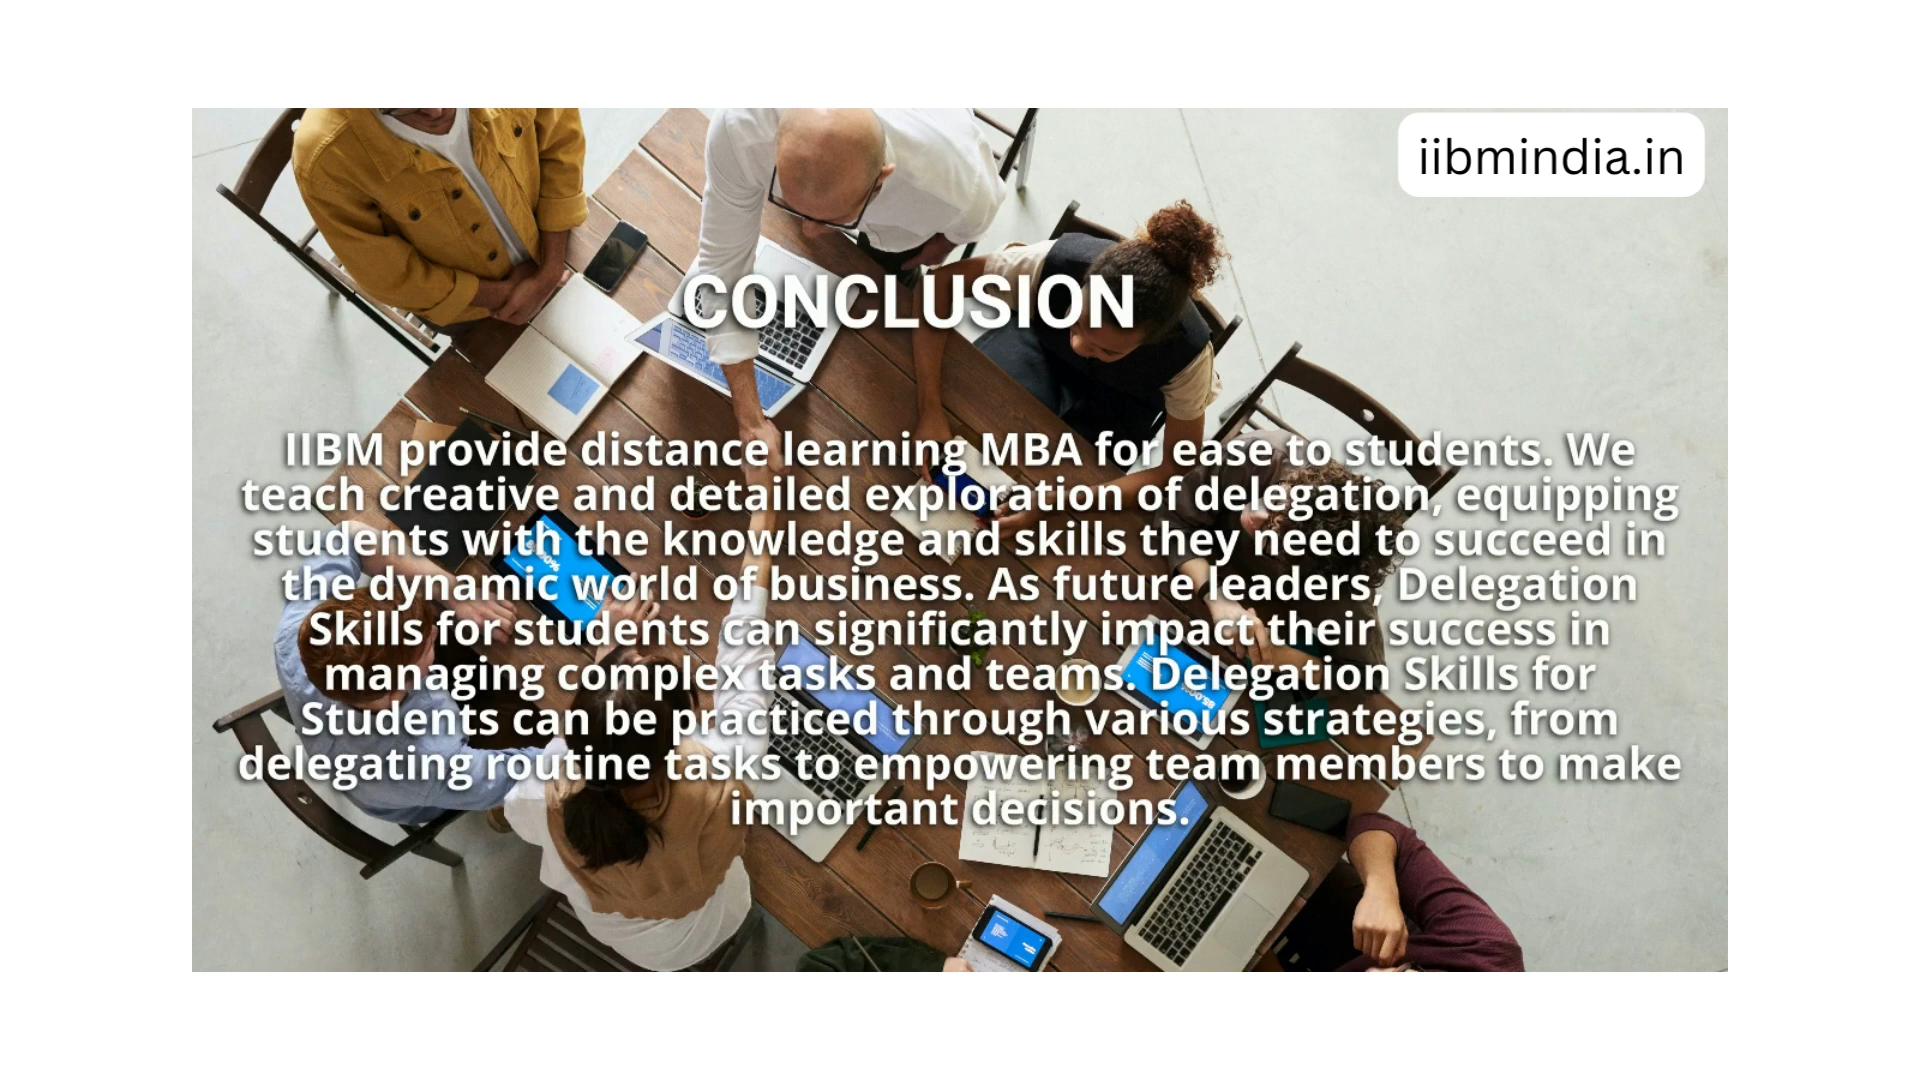 iibmindia.in
CONCLUSION
IIBM provide distance learning MBA for ease to students. We
teach creative and detailed exploration of delegation, equipping
students with the knowledge and skills they need to succeed in
the dynamic world of business. As future leaders, Delegation
Skills for students can significantly impact their success in
managing complex tasks and teams. Delegation Skills for
Students can be practiced through various strategies, from
delegating routine tasks to empowering team members to make
important decisions.